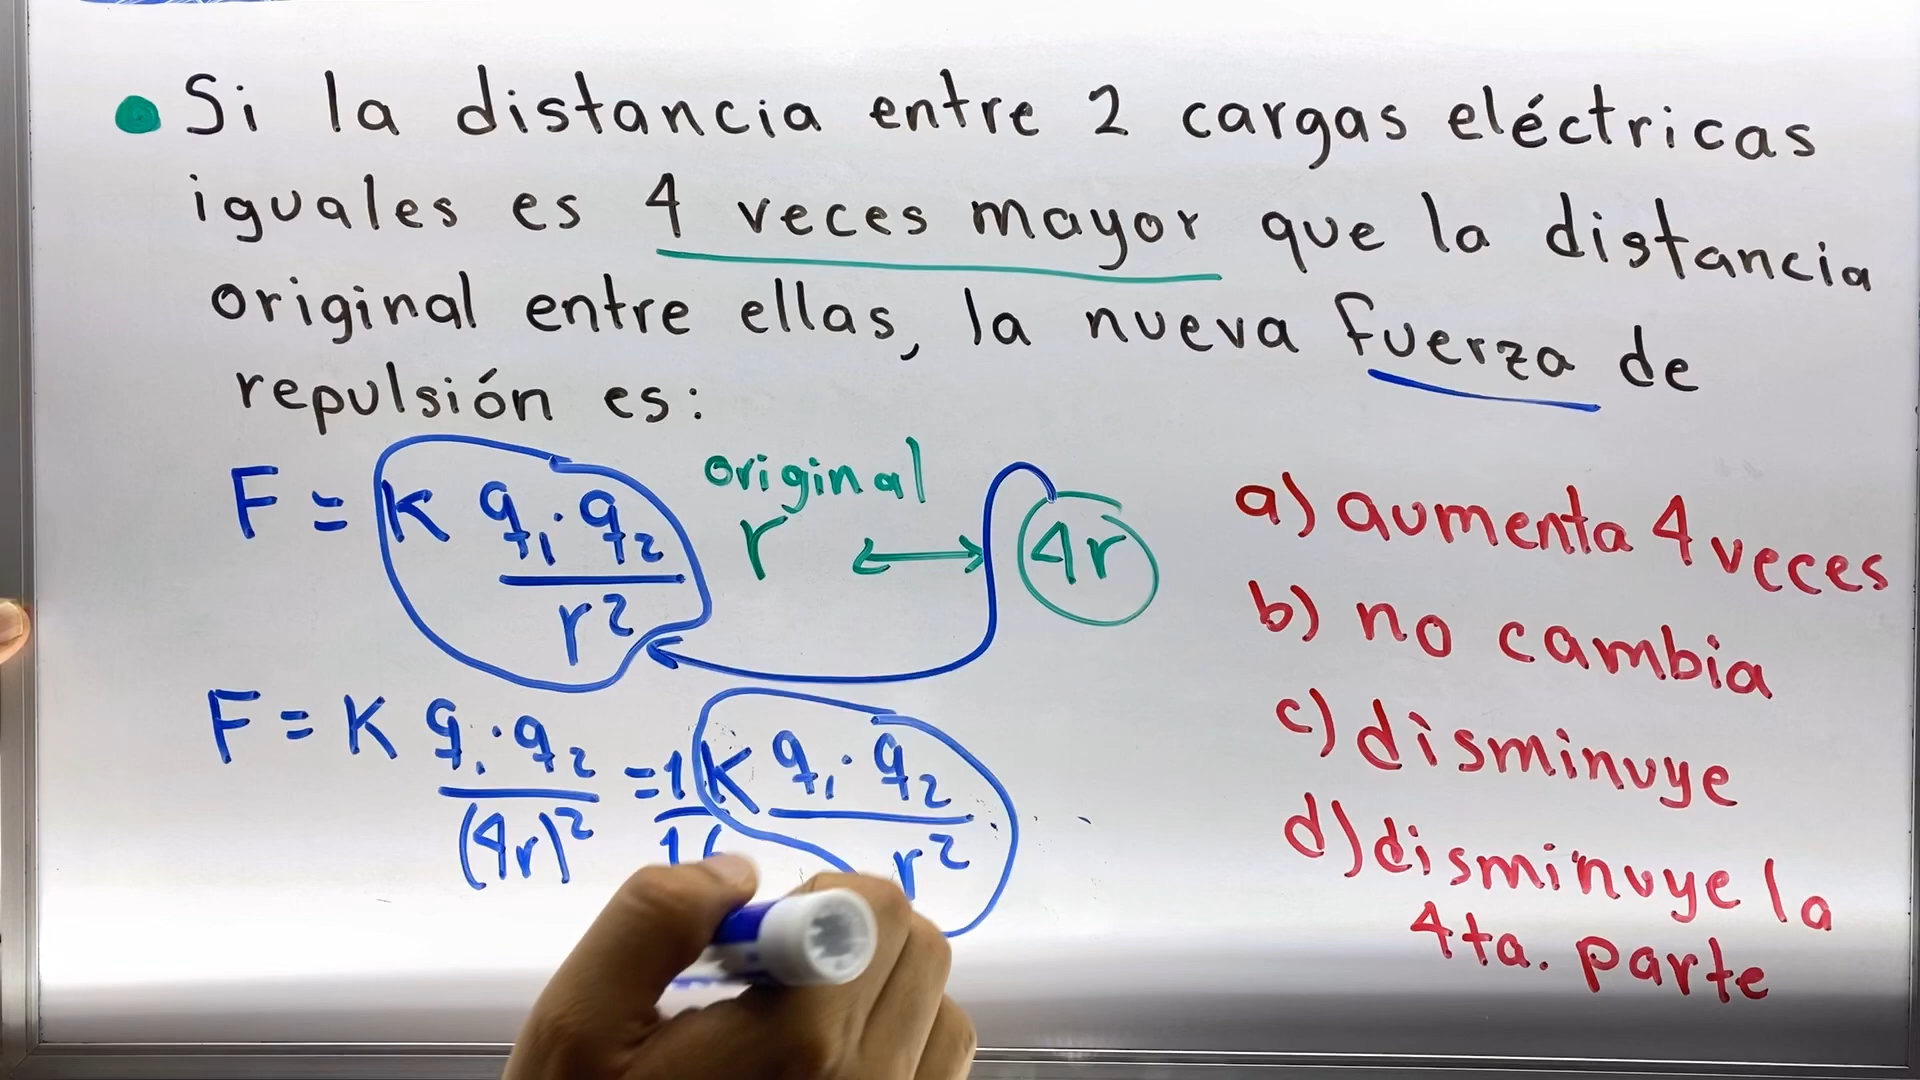 Si la distancia entre 2 cargas eléctricas
iguales es 4 veces mayor que la distancia
original entre ellas, la nueva fuerza de
repulsión es:
F = K q₁·q₂ / r²
original
r ↔ 4r
F = K q₁·q₂ / (4r)² = 1/16 K q₁·q₂ / r²
a) aumenta 4 veces
b) no cambia
c) disminuye
d) disminuye la
4ta. parte